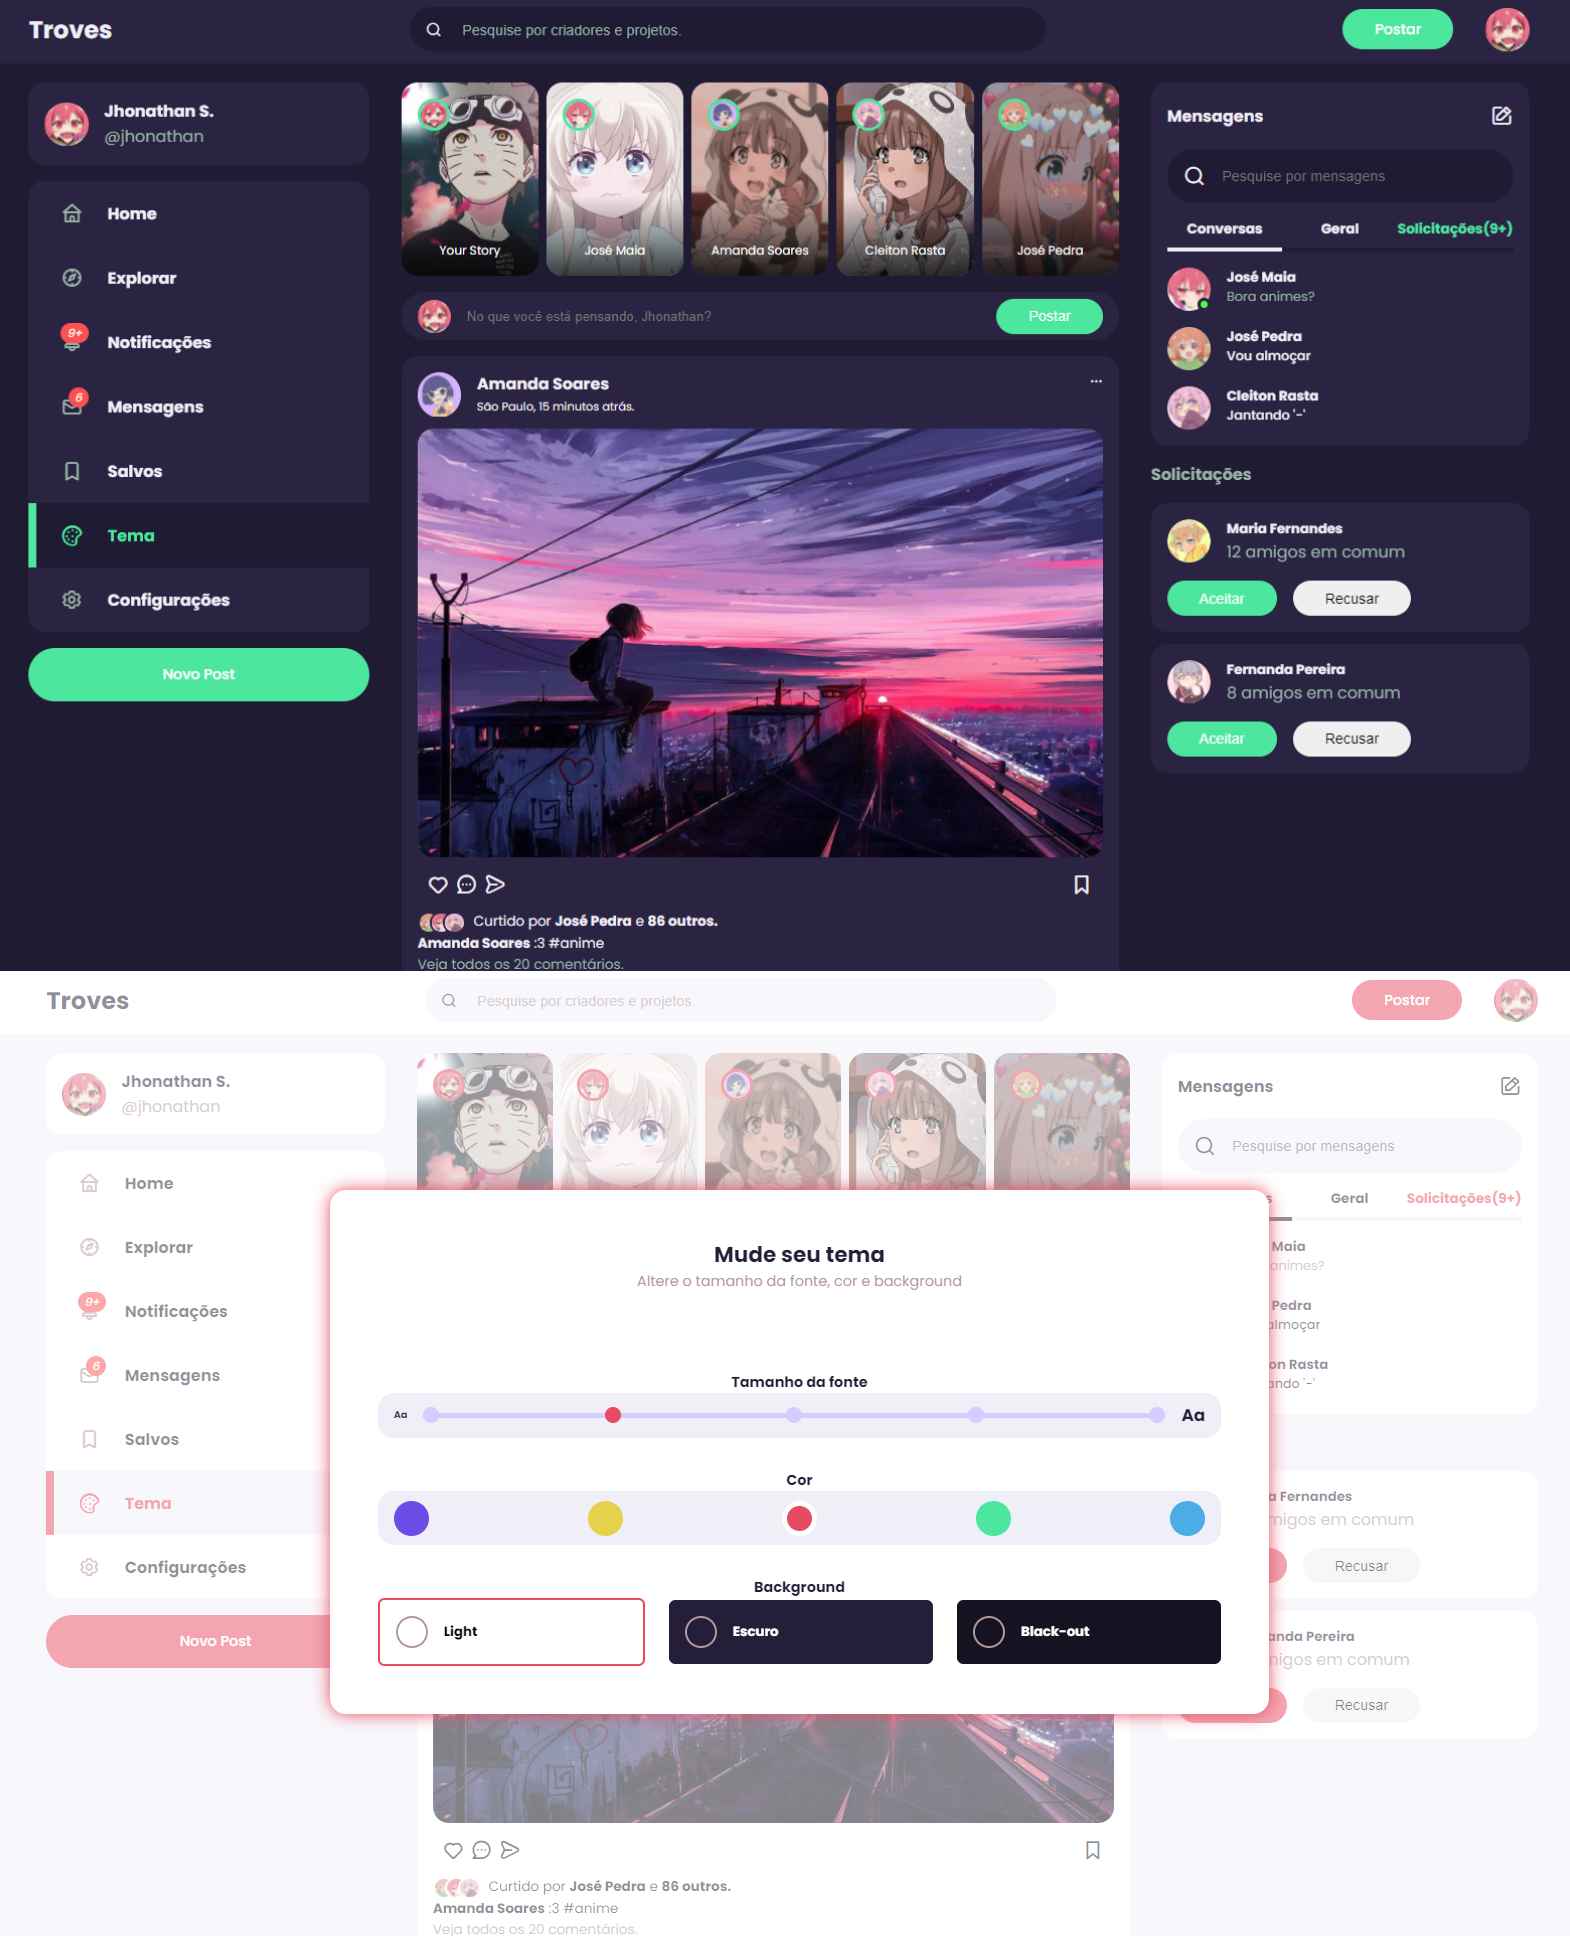 Troves
Pesquise por criadores e projetos.
Postar
Jhonathan S.
@jhonathan
Home
Explorar
9+
Notificações
6
Mensagens
Salvos
Tema
Configurações
Novo Post
Your Story
José Maia
Amanda Soares
Cleiton Rasta
José Pedra
No que você está pensando, Jhonathan?
Postar
Amanda Soares
São Paulo, 15 minutos atrás.
Curtido por José Pedra e 86 outros.
Amanda Soares :3 #anime
Veja todos os 20 comentários.
Mensagens
Pesquise por mensagens
Conversas Geral Solicitações(9+)
José Maia
Bora animes?
José Pedra
Vou almoçar
Cleiton Rasta
Jantando '-'
Solicitações
Maria Fernandes
12 amigos em comum
Aceitar Recusar
Fernanda Pereira
8 amigos em comum
Aceitar Recusar
Troves
Pesquise por criadores e projetos.
Postar
Jhonathan S.
@jhonathan
Home
Explorar
9+
Notificações
6
Mensagens
Salvos
Tema
Configurações
Novo Post
Mude seu tema
Altere o tamanho da fonte, cor e background
Tamanho da fonte
Aa Aa
Cor
Background
Light Escuro Black-out
Curtido por José Pedra e 86 outros.
Amanda Soares :3 #anime
Veja todos os 20 comentários.
Mensagens
Pesquise por mensagens
s Geral Solicitações(9+)
Maia
animes?
Pedra
almoçar
on Rasta
ando '-'
a Fernandes
migos em comum
Recusar
anda Pereira
migos em comum
Recusar